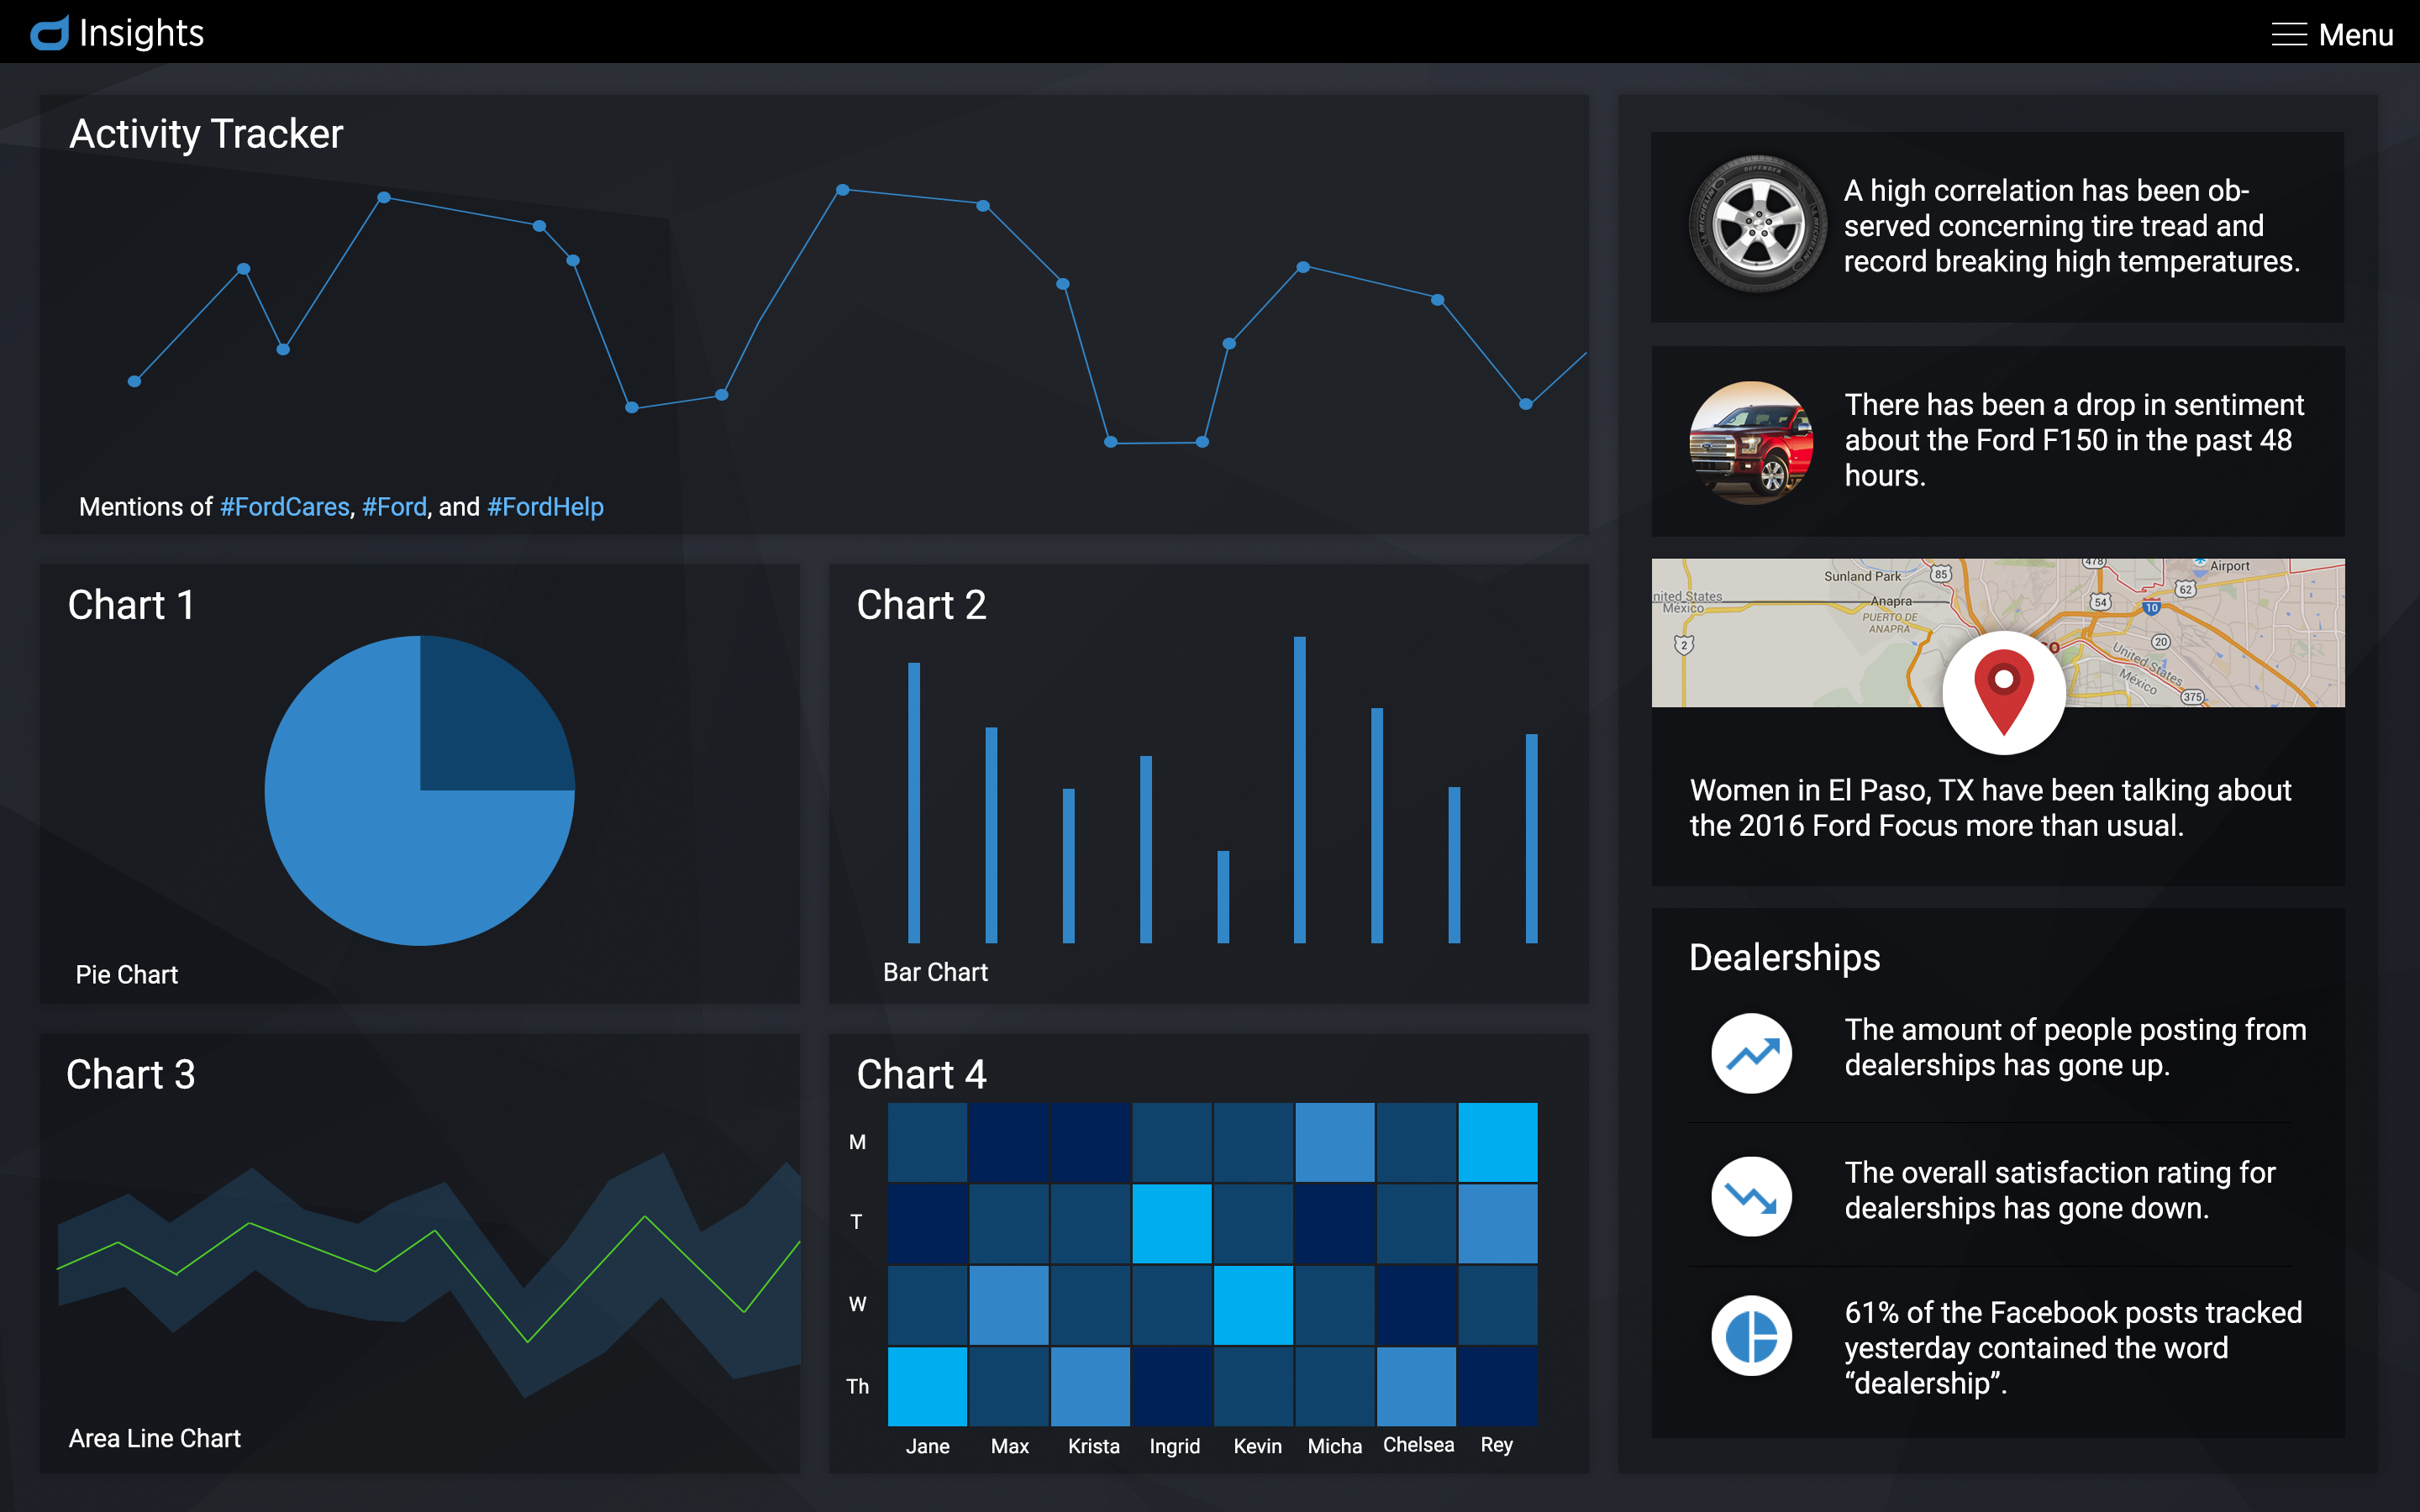 Insights
Menu
Activity Tracker
Mentions of #FordCares, #Ford, and #FordHelp
Chart 1
Pie Chart
Chart 2
Bar Chart
Chart 3
Area Line Chart
Chart 4
M
T
W
Th
Jane Max Krista Ingrid Kevin Micha Chelsea Rey
DEFENDER
MICHELIN
A high correlation has been ob-
served concerning tire tread and
record breaking high temperatures.
There has been a drop in sentiment
about the Ford F150 in the past 48
hours.
478
Airport
Sunland Park
85
62
nited States
México
Anapra
54
10
PUERTO DE
ANAPRA
2
20
United States
México
375
Women in El Paso, TX have been talking about
the 2016 Ford Focus more than usual.
Dealerships
The amount of people posting from
dealerships has gone up.
The overall satisfaction rating for
dealerships has gone down.
61% of the Facebook posts tracked
yesterday contained the word
“dealership”.